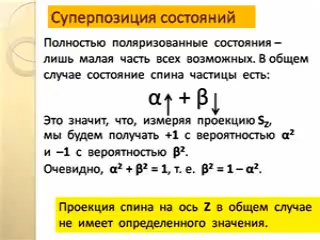 Суперпозиция состояний
Полностью поляризованные состояния –
лишь малая часть всех возможных. В общем
случае состояние спина частицы есть:
α↑ + β↓
Это значит, что, измеряя проекцию S_Z,
мы будем получать +1 с вероятностью α²
и –1 с вероятностью β².
Очевидно, α² + β² = 1, т. е. β² = 1 – α².
Проекция спина на ось Z в общем случае
не имеет определенного значения.